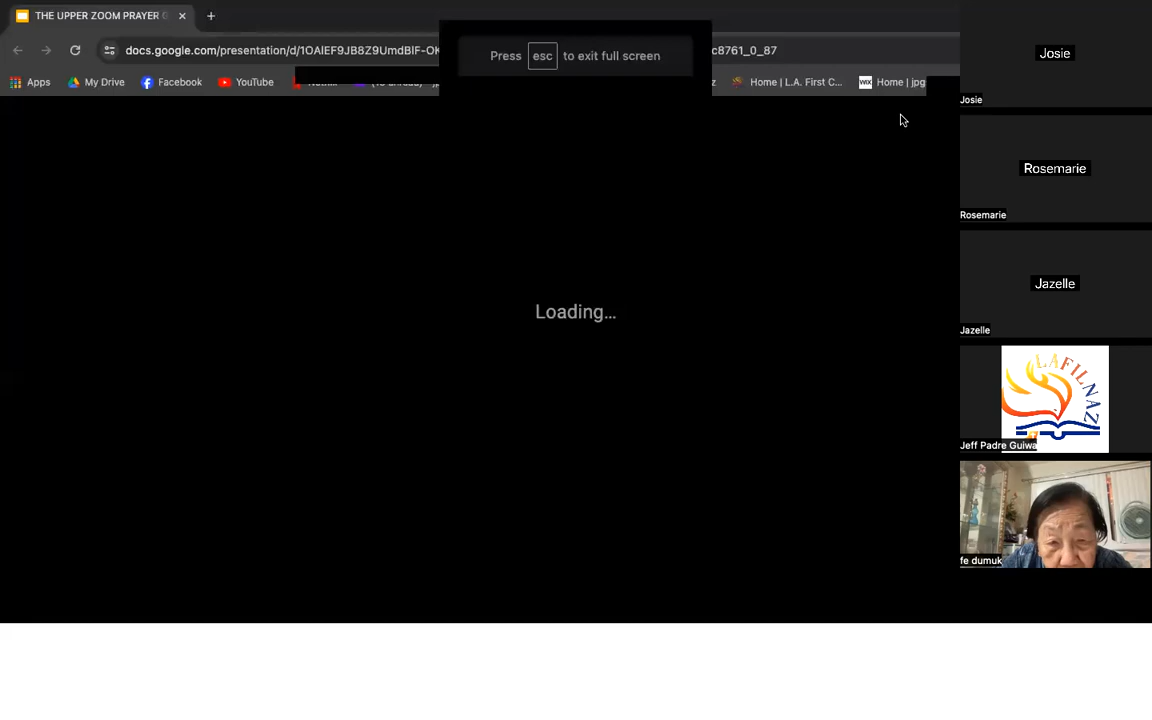 THE UPPER ZOOM PRAYER G
docs.google.com/presentation/d/1OAlEF9JB8Z9UmdBlF-OK
c8761_0_87
Press esc to exit full screen
Apps
My Drive
Facebook
YouTube
Home | L.A. First C...
WIX
Home | jpg
Loading...
Josie
Josie
Rosemarie
Rosemarie
Jazelle
Jazelle
LAFILNAZ
Jeff Padre Guiwa
fe dumuk